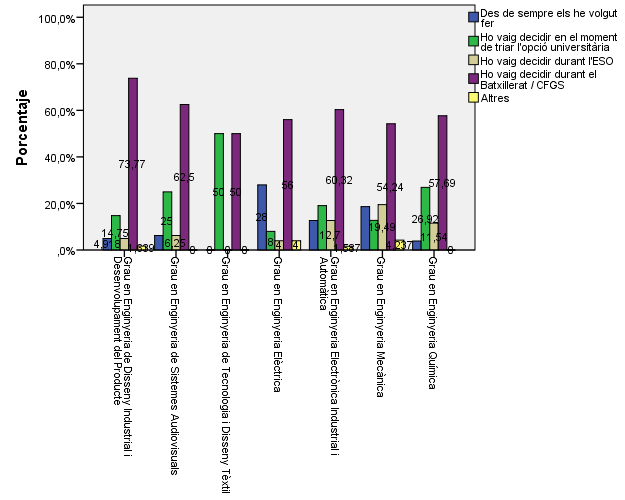 100,0%
80,0%
60,0%
40,0%
20,0%
,0%
Porcentaje
Des de sempre els he volgut
fer
Ho vaig decidir en el moment
de triar l'opció universitària
Ho vaig decidir durant l'ESO
Ho vaig decidir durant el
Batxillerat / CFGS
Altres
14,75
73,77
25
6,25
62,5
0
0
50
0
50
0
28
8
4
56
4
12,7
60,32
19,49
54,24
26,92
11,54
57,69
0
Grau en Enginyeria de Disseny Industrial i
Desenvolupament del Producte
Grau en Enginyeria de Sistemes Audiovisuals
Grau en Enginyeria de Tecnologia i Disseny Tèxtil
Grau en Enginyeria Elèctrica
Grau en Enginyeria Electrònica Industrial i
Automàtica
Grau en Enginyeria Mecànica
Grau en Enginyeria Química